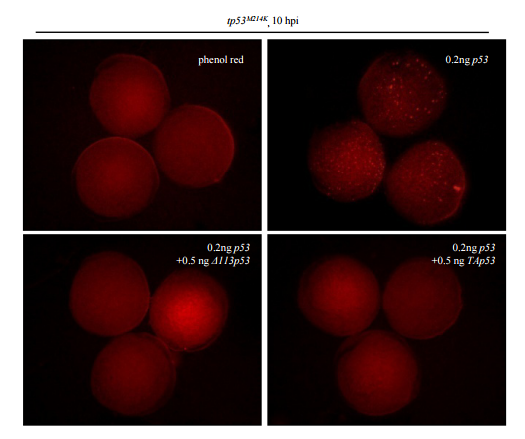 tp53ᴹ²¹⁴ᴷ, 10 hpi
phenol red
0.2ng p53
0.2ng p53
+0.5 ng Δ113p53
0.2ng p53
+0.5 ng TAp53